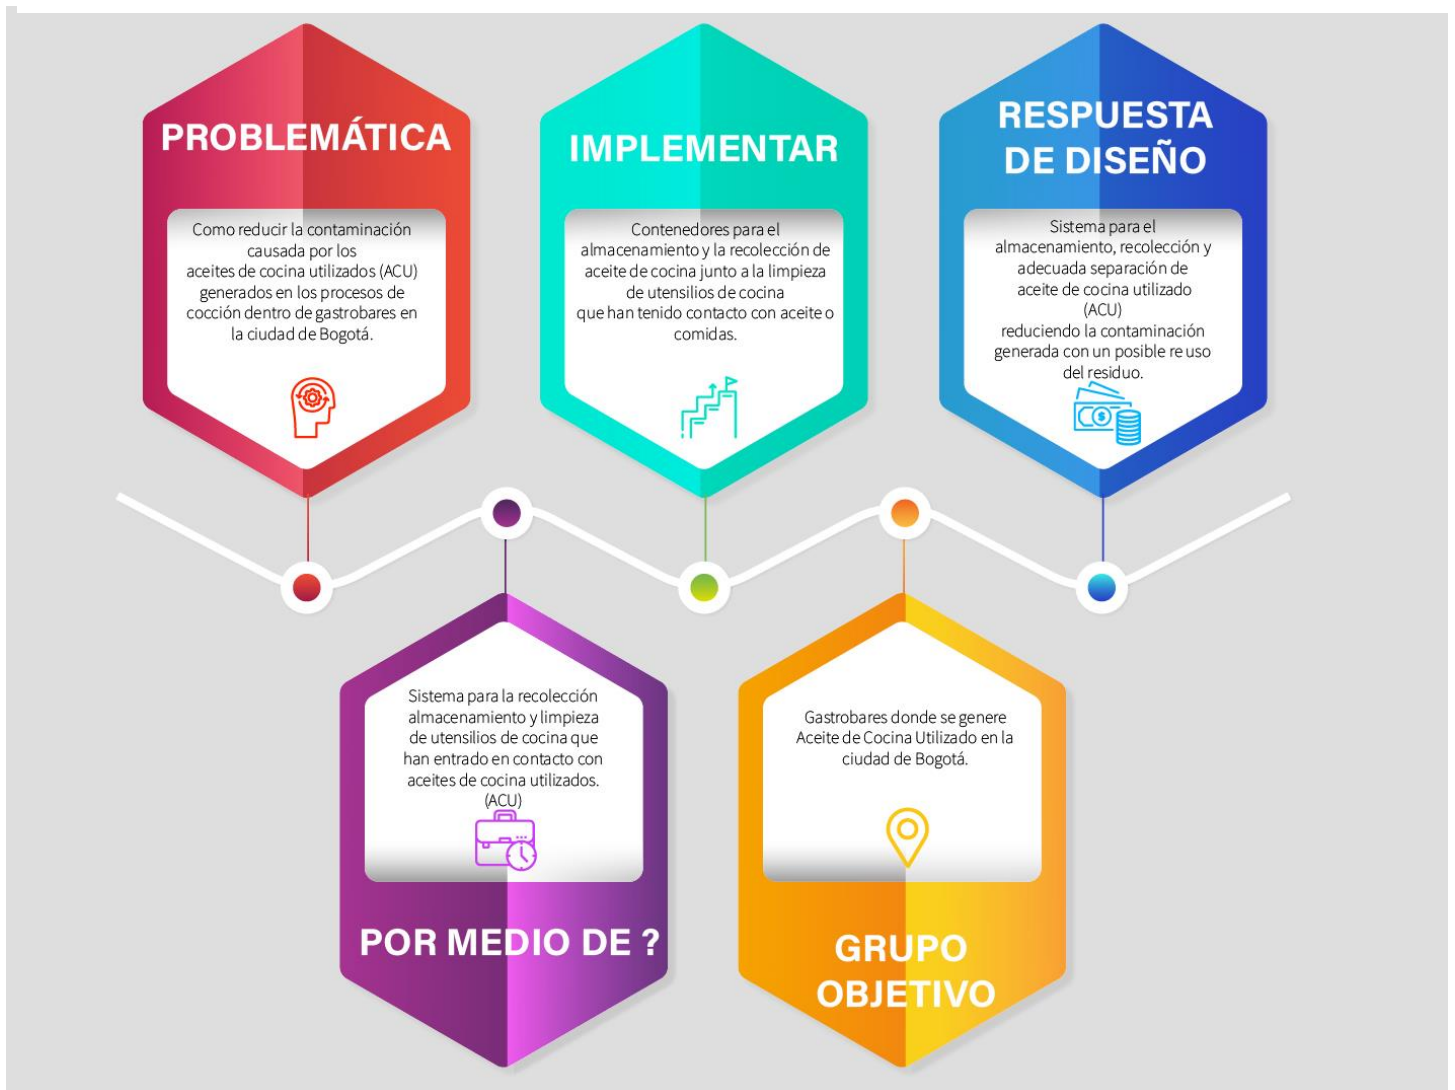 PROBLEMÁTICA
Como reducir la contaminación
causada por los
aceites de cocina utilizados (ACU)
generados en los procesos de
cocción dentro de gastrobares en
la ciudad de Bogotá.
IMPLEMENTAR
Contenedores para el
almacenamiento y la recolección de
aceite de cocina junto a la limpieza
de utensilios de cocina
que han tenido contacto con aceite o
comidas.
RESPUESTA
DE DISEÑO
Sistema para el
almacenamiento, recolección y
adecuada separación de
aceite de cocina utilizado
(ACU)
reduciendo la contaminación
generada con un posible re uso
del residuo.
Sistema para la recolección
almacenamiento y limpieza
de utensilios de cocina que
han entrado en contacto con
aceites de cocina utilizados.
(ACU)
POR MEDIO DE ?
Gastrobares donde se genere
Aceite de Cocina Utilizado en la
ciudad de Bogotá.
GRUPO
OBJETIVO